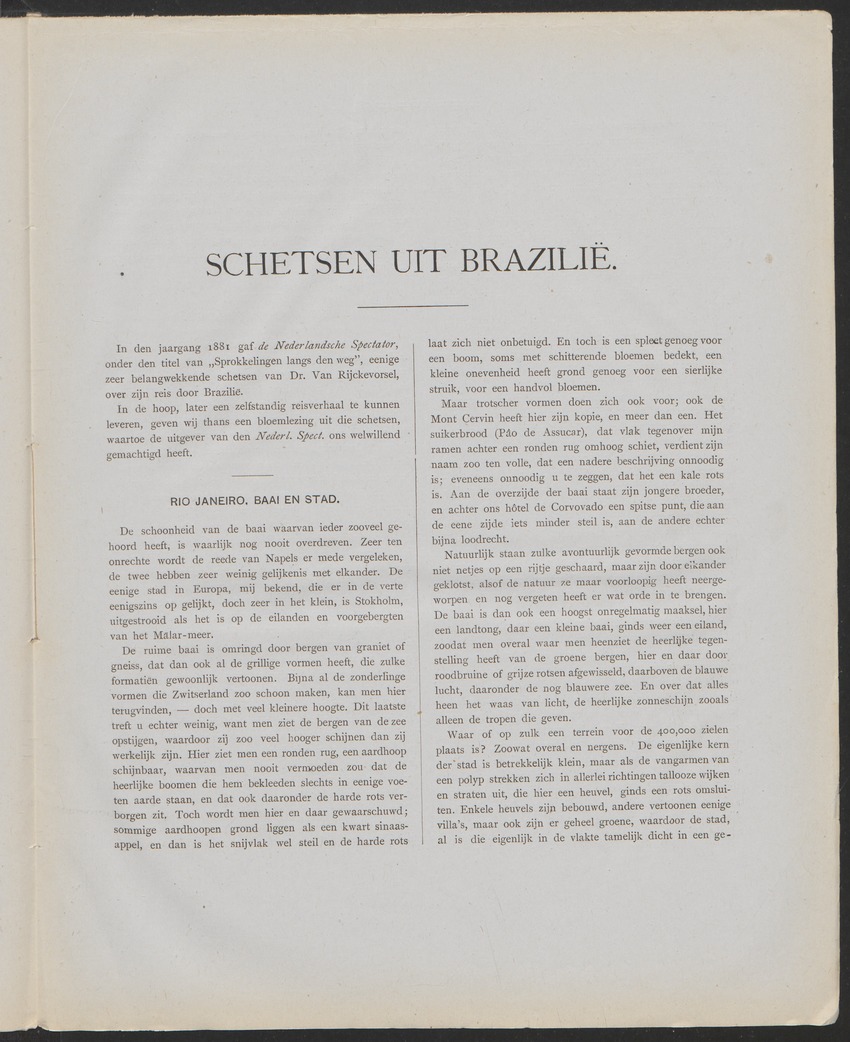 SCHETSEN UIT BRAZILIË.
In den jaargang 1881 gaf de Nederlandsche Spectator,
onder den titel van „Sprokkelingen langs den weg”, eenige
zeer belangwekkende schetsen van Dr. Van Rijckevorsel,
over zijn reis door Brazilië.
In de hoop, later een zelfstandig reisverhaal te kunnen
leveren, geven wij thans een bloemlezing uit die schetsen,
waartoe de uitgever van den Nederl. Spect. ons welwillend
gemachtigd heeft.
RIO JANEIRO. BAAI EN STAD.
De schoonheid van de baai waarvan ieder zooveel ge-
hoord heeft, is waarlijk nog nooit overdreven. Zeer ten
onrechte wordt de reede van Napels er mede vergeleken,
de twee hebben zeer weinig gelijkenis met elkander. De
eenige stad in Europa, mij bekend, die er in de verte
eenigszins op gelijkt, doch zeer in het klein, is Stokholm,
uitgestrooid als het is op de eilanden en voorgebergten
van het Mälar-meer.
De ruime baai is omringd door bergen van graniet of
gneiss, dat dan ook al de grillige vormen heeft, die zulke
formatiën gewoonlijk vertoonen. Bijna al de zonderlinge
vormen die Zwitserland zoo schoon maken, kan men hier
terugvinden, — doch met veel kleinere hoogte. Dit laatste
treft u echter weinig, want men ziet de bergen van de zee
opstijgen, waardoor zij zoo veel hooger schijnen dan zij
werkelijk zijn. Hier ziet men een ronden rug, een aardhoop
schijnbaar, waarvan men nooit vermoeden zou dat de
heerlijke boomen die hem bekleeden slechts in eenige voe-
ten aarde staan, en dat ook daaronder de harde rots ver-
borgen zit. Toch wordt men hier en daar gewaarschuwd;
sommige aardhoopen grond liggen als een kwart sinaas-
appel, en dan is het snijvlak wel steil en de harde rots
laat zich niet onbetuigd. En toch is een spleet genoeg voor
een boom, soms met schitterende bloemen bedekt, een
kleine onevenheid heeft grond genoeg voor een sierlijke
struik, voor een handvol bloemen.
Maar trotscher vormen doen zich ook voor; ook de
Mont Cervin heeft hier zijn kopie, en meer dan een. Het
suikerbrood (Pâo de Assucar), dat vlak tegenover mijn
ramen achter een ronden rug omhoog schiet, verdient zijn
naam zoo ten volle, dat een nadere beschrijving onnoodig
is; eveneens onnoodig u te zeggen, dat het een kale rots
is. Aan de overzijde der baai staat zijn jongere broeder,
en achter ons hôtel de Corvovado een spitse punt, die aan
de eene zijde iets minder steil is, aan de andere echter
bijna loodrecht.
Natuurlijk staan zulke avontuurlijk gevormde bergen ook
niet netjes op een rijtje geschaard, maar zijn door elkander
geklotst, alsof de natuur ze maar voorloopig heeft neerge-
worpen en nog vergeten heeft er wat orde in te brengen.
De baai is dan ook een hoogst onregelmatig maaksel, hier
een landtong, daar een kleine baai, ginds weer een eiland,
zoodat men overal waar men heenziet de heerlijke tegen-
stelling heeft van de groene bergen, hier en daar door
roodbruine of grijze rotsen afgewisseld, daarboven de blauwe
lucht, daaronder de nog blauwere zee. En over dat alles
heen het waas van licht, de heerlijke zonneschijn zooals
alleen de tropen die geven.
Waar of op zulk een terrein voor de 400,000 zielen
plaats is? Zoowat overal en nergens. De eigenlijke kern
der stad is betrekkelijk klein, maar als de vangarmen van
een polyp strekken zich in allerlei richtingen tallooze wijken
en straten uit, die hier een heuvel, ginds een rots omslui-
ten. Enkele heuvels zijn bebouwd, andere vertoonen eenige
villa's, maar ook zijn er geheel groene, waardoor de stad,
al is die eigenlijk in de vlakte tamelijk dicht in een ge-